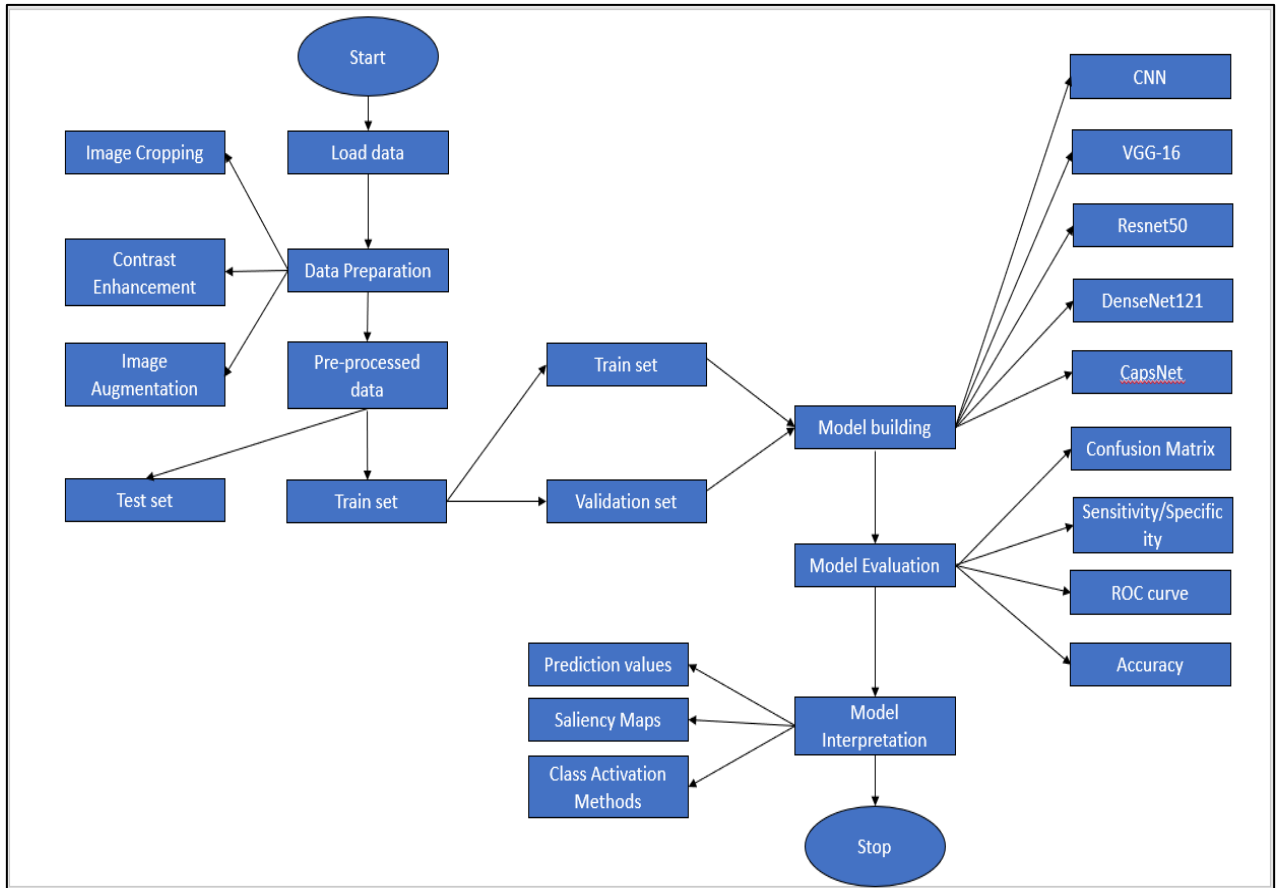 Start
Load data
Image Cropping
Data Preparation
Contrast
Enhancement
Image
Augmentation
Pre-processed
data
Test set
Train set
Train set
Validation set
Model building
CNN
VGG-16
Resnet50
DenseNet121
CapsNet
Model Evaluation
Confusion Matrix
Sensitivity/Specific
ity
ROC curve
Accuracy
Model
Interpretation
Prediction values
Saliency Maps
Class Activation
Methods
Stop